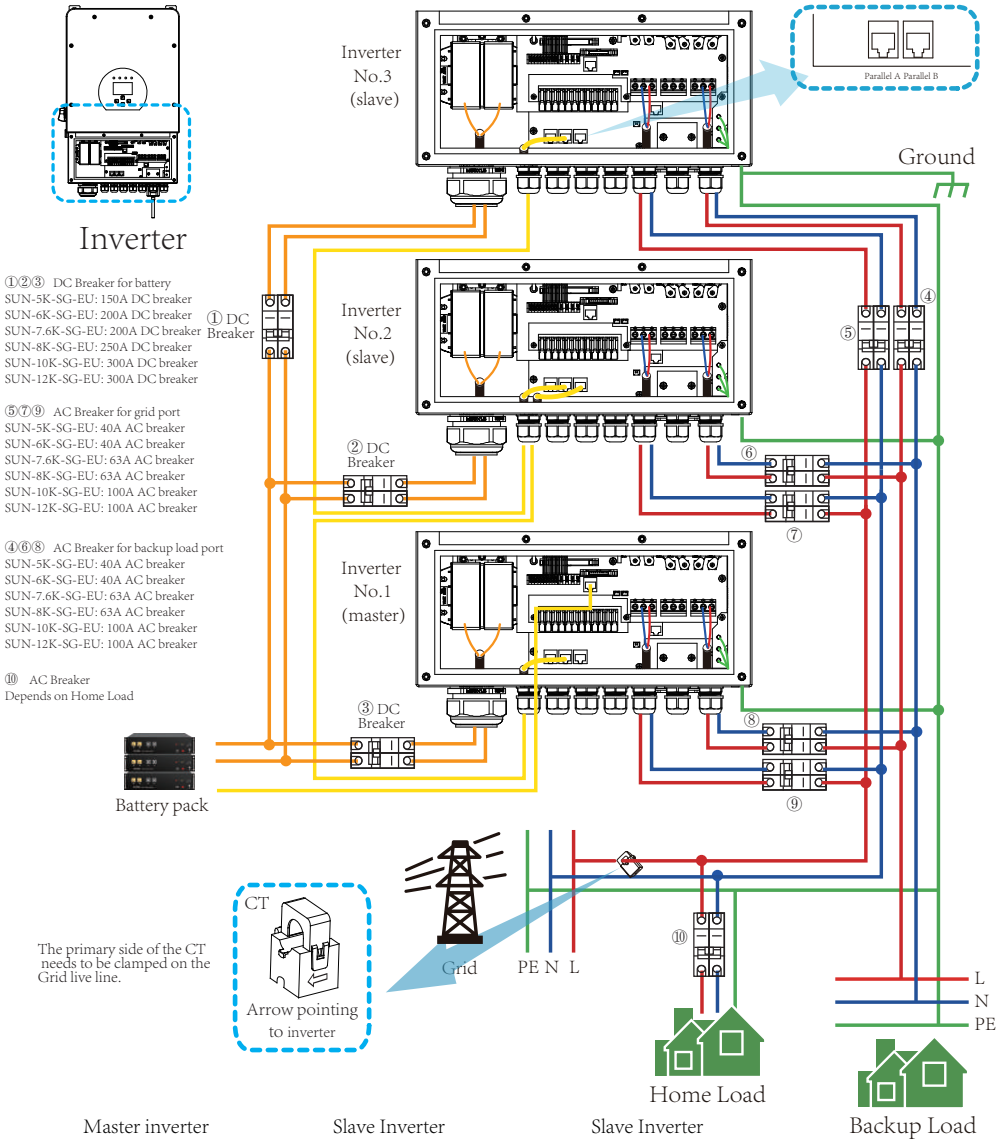 Inverter
No.3
(slave)
Parallel A Parallel B
Ground
Inverter
①②③ DC Breaker for battery
SUN-5K-SG-EU: 150A DC breaker
SUN-6K-SG-EU: 200A DC breaker
SUN-7.6K-SG-EU: 200A DC breaker
SUN-8K-SG-EU: 250A DC breaker
SUN-10K-SG-EU: 300A DC breaker
SUN-12K-SG-EU: 300A DC breaker
① DC
Breaker
Inverter
No.2
(slave)
④
⑤
⑤⑦⑨ AC Breaker for grid port
SUN-5K-SG-EU: 40A AC breaker
SUN-6K-SG-EU: 40A AC breaker
SUN-7.6K-SG-EU: 63A AC breaker
SUN-8K-SG-EU: 63A AC breaker
SUN-10K-SG-EU: 100A AC breaker
SUN-12K-SG-EU: 100A AC breaker
② DC
Breaker
⑥
⑦
④⑥⑧ AC Breaker for backup load port
SUN-5K-SG-EU: 40A AC breaker
SUN-6K-SG-EU: 40A AC breaker
SUN-7.6K-SG-EU: 63A AC breaker
SUN-8K-SG-EU: 63A AC breaker
SUN-10K-SG-EU: 100A AC breaker
SUN-12K-SG-EU: 100A AC breaker
Inverter
No.1
(master)
⑩ AC Breaker
Depends on Home Load
③ DC
Breaker
⑧
⑨
Battery pack
CT
The primary side of the CT
needs to be clamped on the
Grid live line.
Arrow pointing
to inverter
Grid
PE N L
⑩
L
N
PE
Home Load
Backup Load
Master inverter
Slave Inverter
Slave Inverter